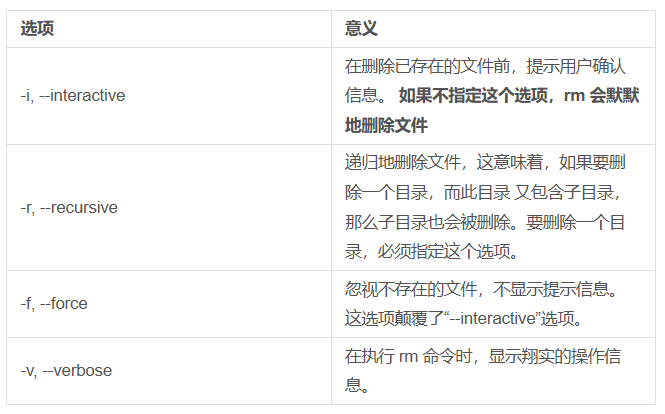 选项 意义
-i, --interactive
在删除已存在的文件前，提示用户确认
信息。 如果不指定这个选项，rm 会默默
地删除文件
-r, --recursive
递归地删除文件，这意味着，如果要删
除一个目录，而此目录 又包含子目录，
那么子目录也会被删除。要删除一个目
录，必须指定这个选项。
-f, --force
忽视不存在的文件，不显示提示信息。
这选项颠覆了“--interactive”选项。
-v, --verbose
在执行 rm 命令时，显示翔实的操作信
息。